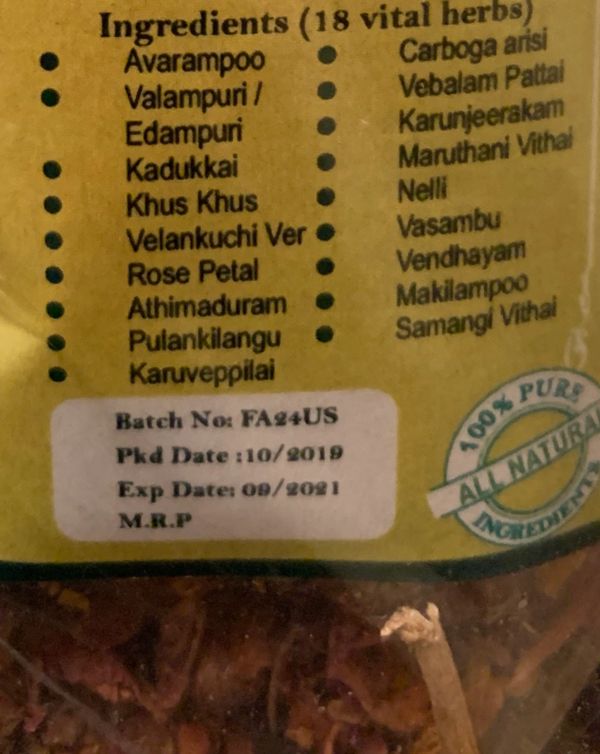 Ingredients (18 vital herbs)
Avarampoo
Valampuri /
Edampuri
Kadukkai
Khus Khus
Velankuchi Ver
Rose Petal
Athimaduram
Pulankilangu
Karuveppilai
Carboga arisi
Vebalam Pattai
Karunjeerakam
Maruthani Vithai
Nelli
Vasambu
Vendhayam
Makilampoo
Samangi Vithai
Batch No: FA24US
Pkd Date :10/2019
Exp Date: 09/2021
M.R.P
100% PURE
ALL NATURAL
INGREDIENTS